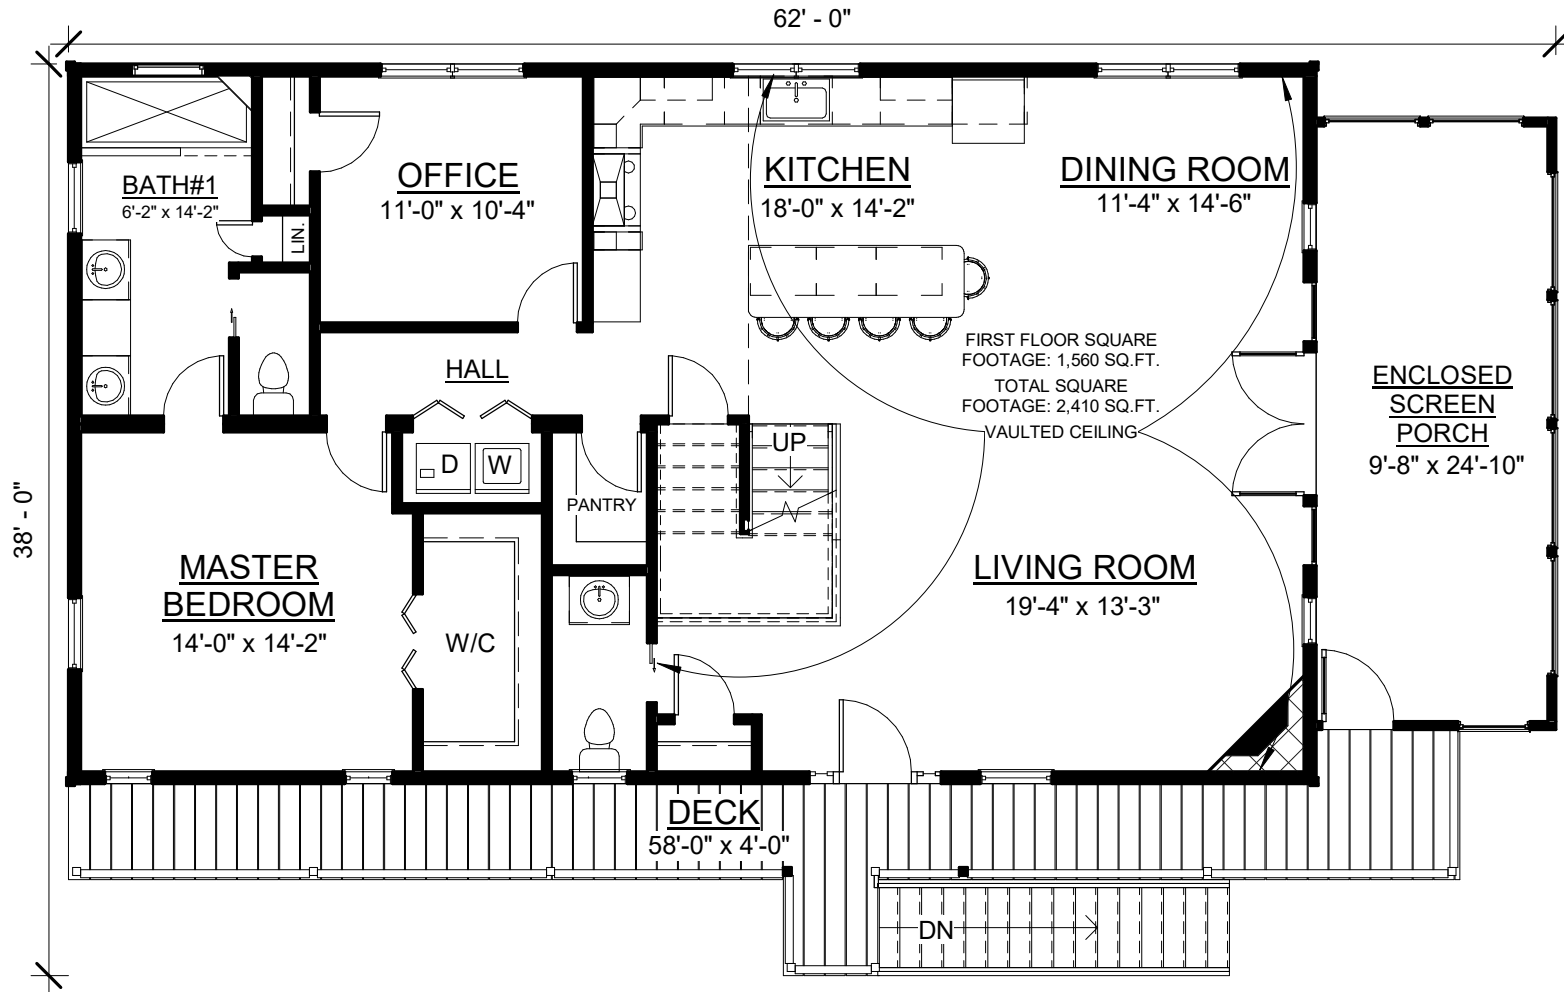 62' - 0"
38' - 0"
BATH#1
6'-2" x 14'-2"
LIN.
OFFICE
11'-0" x 10'-4"
KITCHEN
18'-0" x 14'-2"
DINING ROOM
11'-4" x 14'-6"
HALL
FIRST FLOOR SQUARE
FOOTAGE: 1,560 SQ.FT.
TOTAL SQUARE
FOOTAGE: 2,410 SQ.FT.
VAULTED CEILING
ENCLOSED
SCREEN
PORCH
9'-8" x 24'-10"
D
W
UP
PANTRY
MASTER
BEDROOM
14'-0" x 14'-2"
W/C
LIVING ROOM
19'-4" x 13'-3"
DECK
58'-0" x 4'-0"
DN